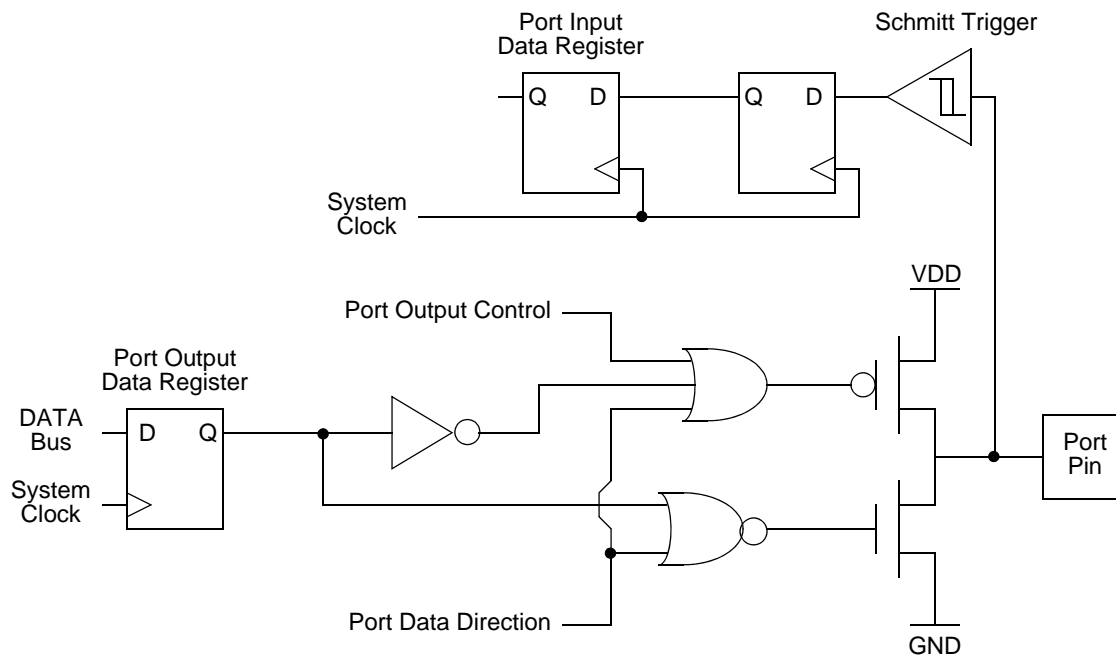 Port Input
Data Register
Schmitt Trigger
Q
D
Q
D
System
Clock
VDD
Port Output Control
Port Output
Data Register
DATA
Bus
D
Q
System
Clock
Port
Pin
Port Data Direction
GND